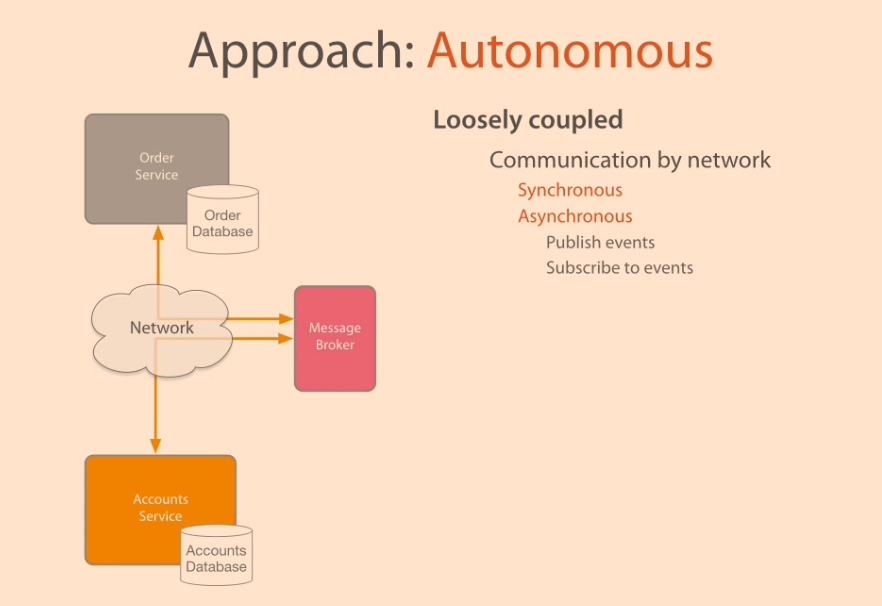 Approach: Autonomous
Order
Service
Order
Database
Network
Message
Broker
Accounts
Service
Accounts
Database
Loosely coupled
Communication by network
Synchronous
Asynchronous
Publish events
Subscribe to events